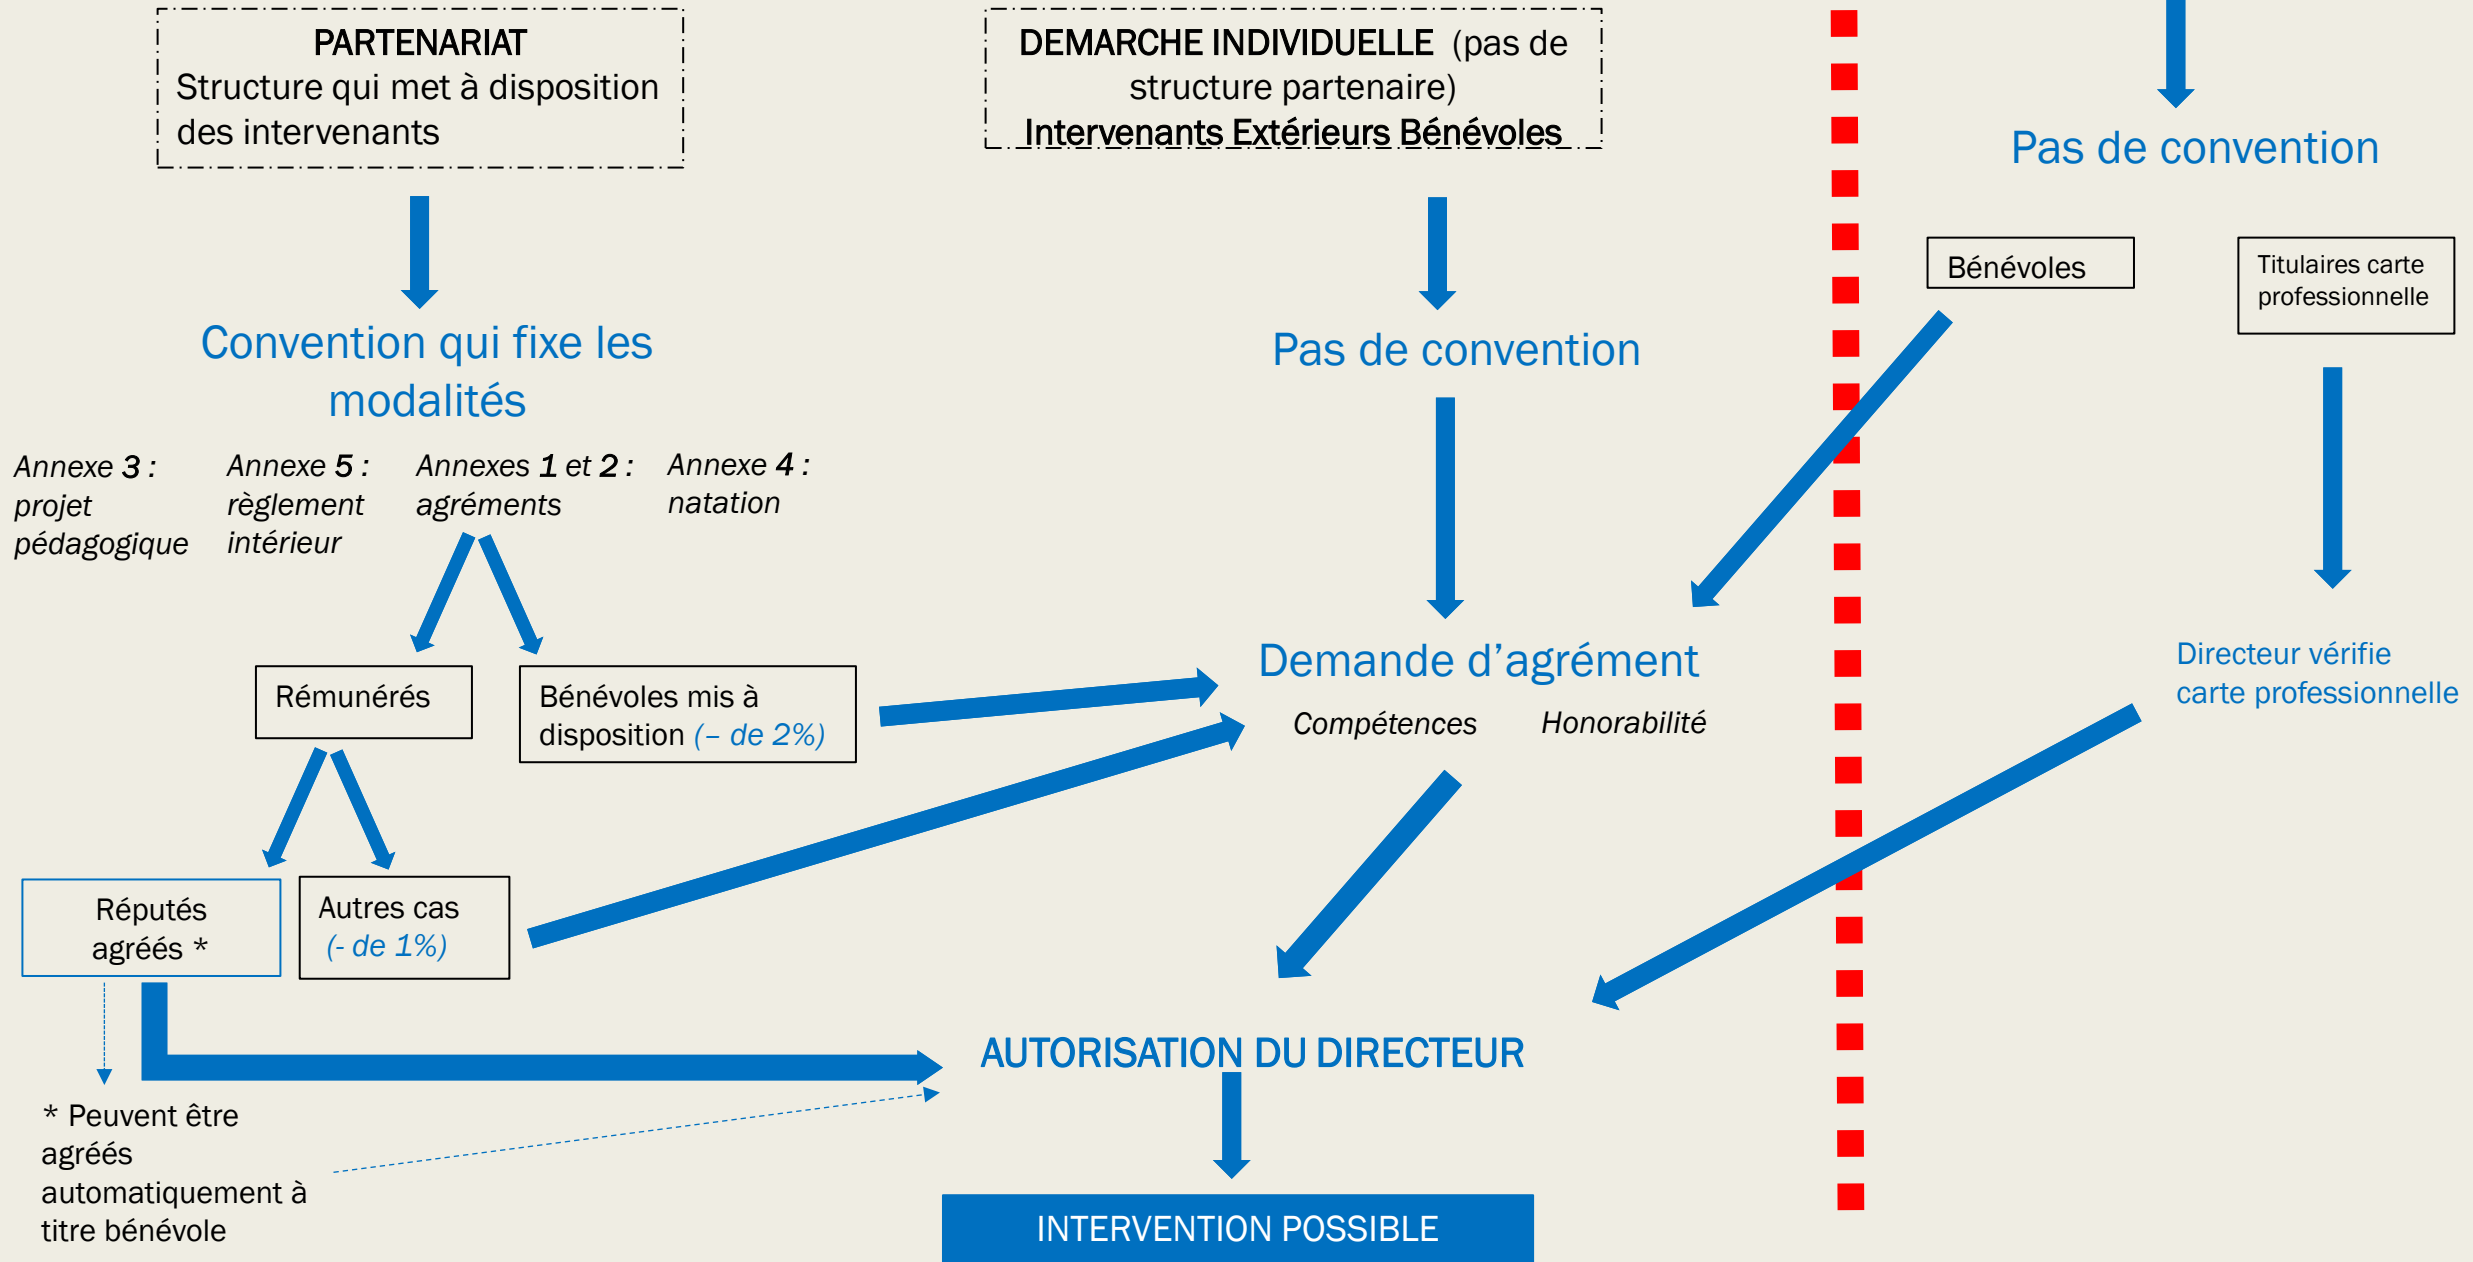 PARTENARIAT
Structure qui met à disposition
des intervenants
DEMARCHE INDIVIDUELLE (pas de
structure partenaire)
Intervenants Extérieurs Bénévoles
Pas de convention
Bénévoles
Titulaires carte
professionnelle
Convention qui fixe les
modalités
Pas de convention
Annexe 3 :
projet
pédagogique
Annexe 5 :
règlement
intérieur
Annexes 1 et 2 :
agréments
Annexe 4 :
natation
Rémunérés
Bénévoles mis à
disposition (– de 2%)
Demande d’agrément
Compétences
Honorabilité
Directeur vérifie
carte professionnelle
Réputés
agréés *
Autres cas
(- de 1%)
AUTORISATION DU DIRECTEUR
* Peuvent être
agréés
automatiquement à
titre bénévole
INTERVENTION POSSIBLE